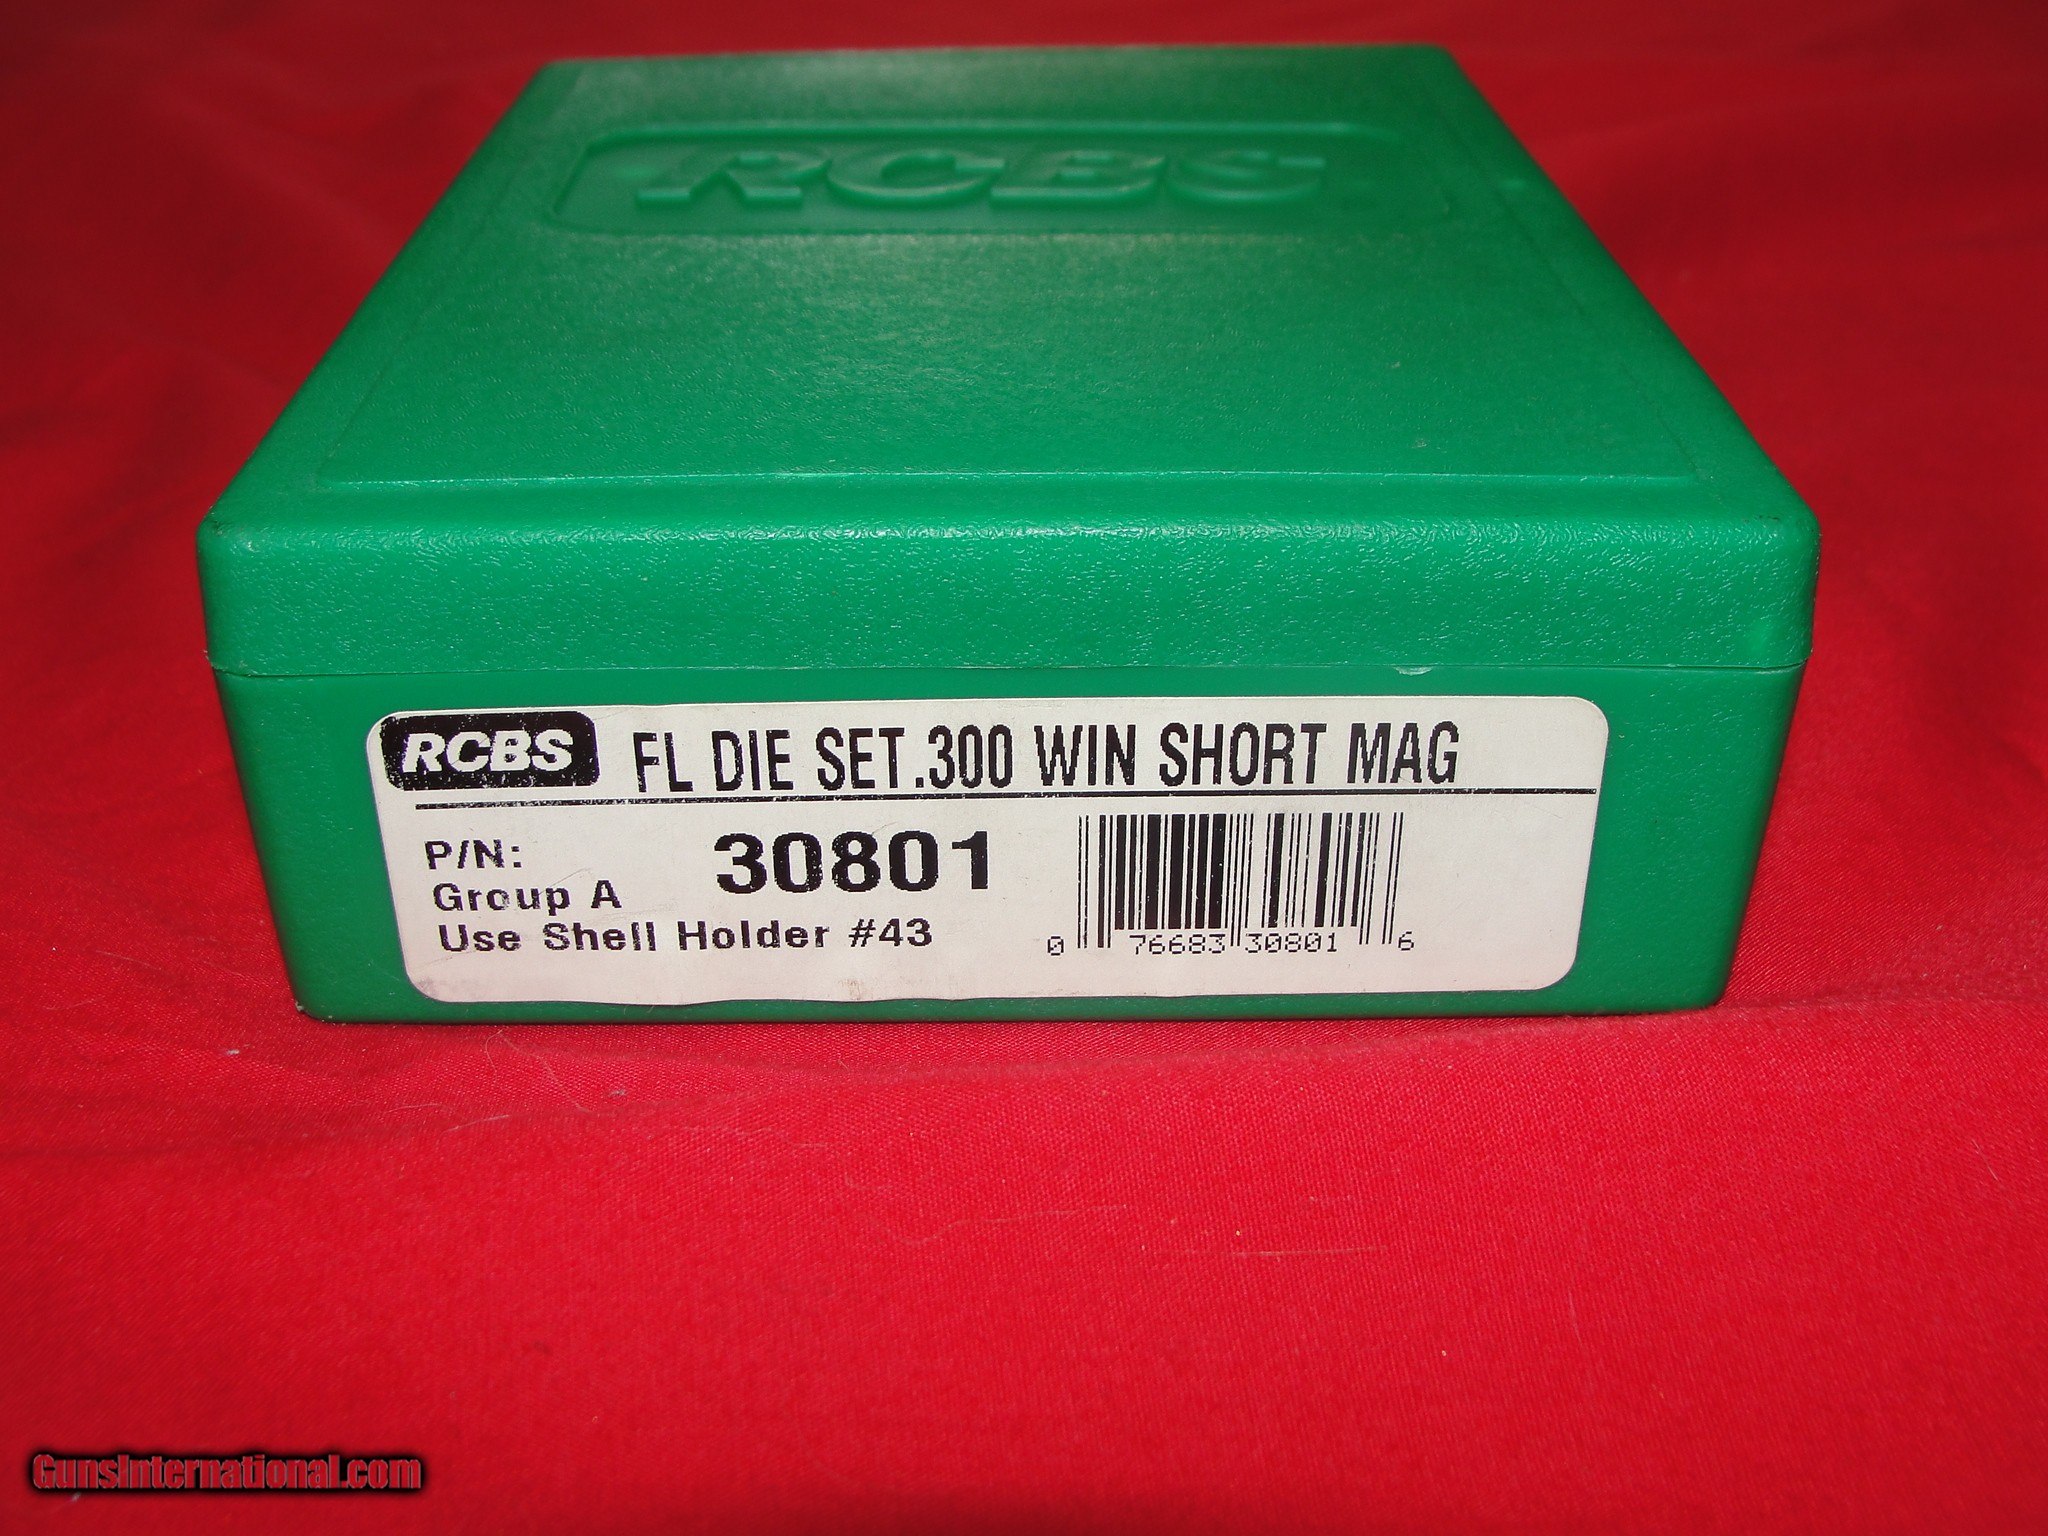 RCBS
RCBS FL DIE SET.300 WIN SHORT MAG
P/N: 30801
Group A
Use Shell Holder #43
0 76683 30801 6
GunsInternational.com